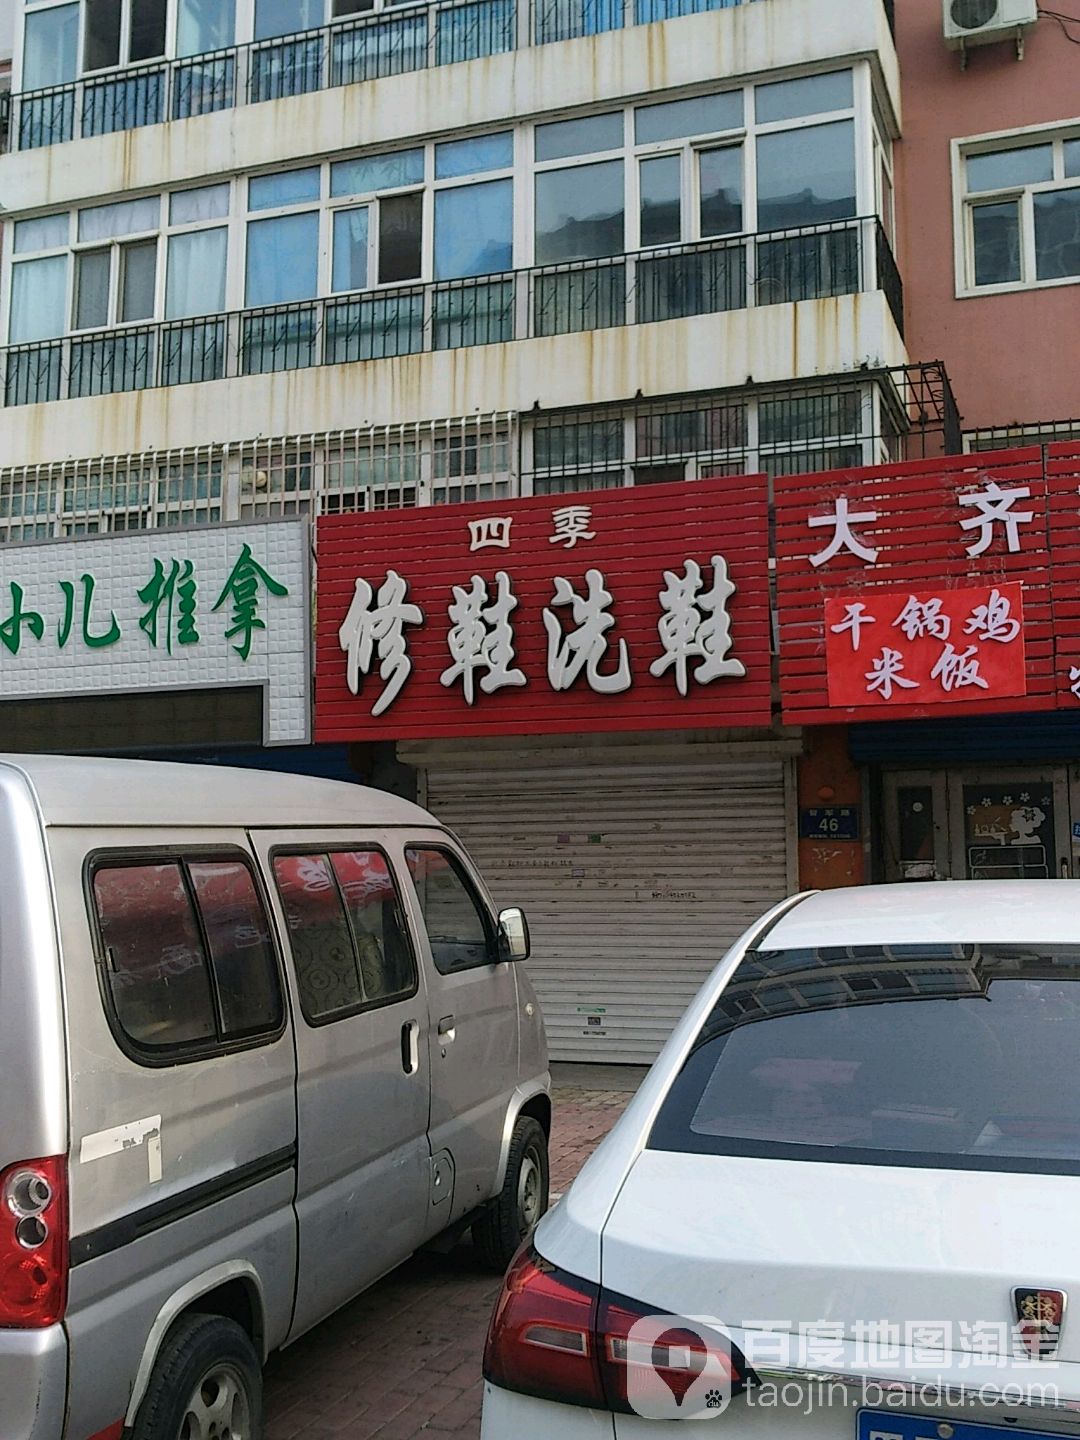 小儿推拿
四季
修鞋洗鞋
大齐
干锅鸡
米饭
46
百度地图淘金
taojin.baidu.com